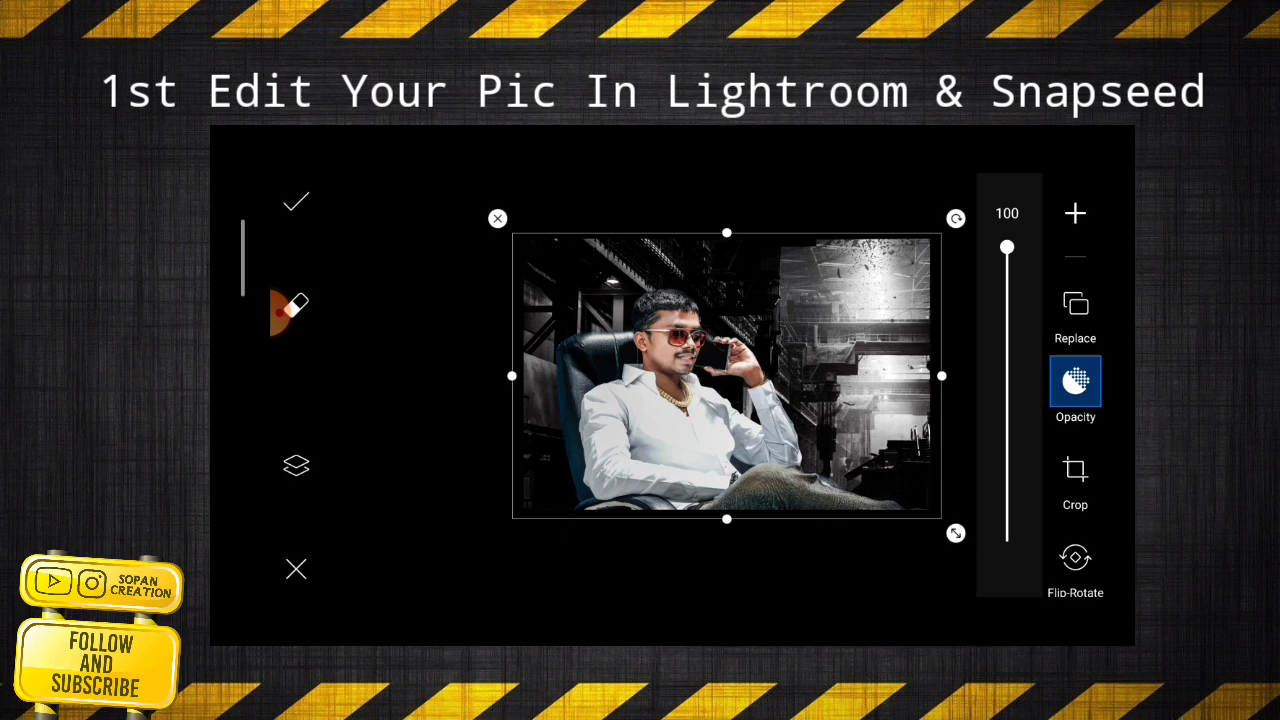 1st Edit Your Pic In Lightroom & Snapseed
100
Replace
Opacity
Crop
Flip-Rotate
SOPAN
CREATION
FOLLOW
AND
SUBSCRIBE